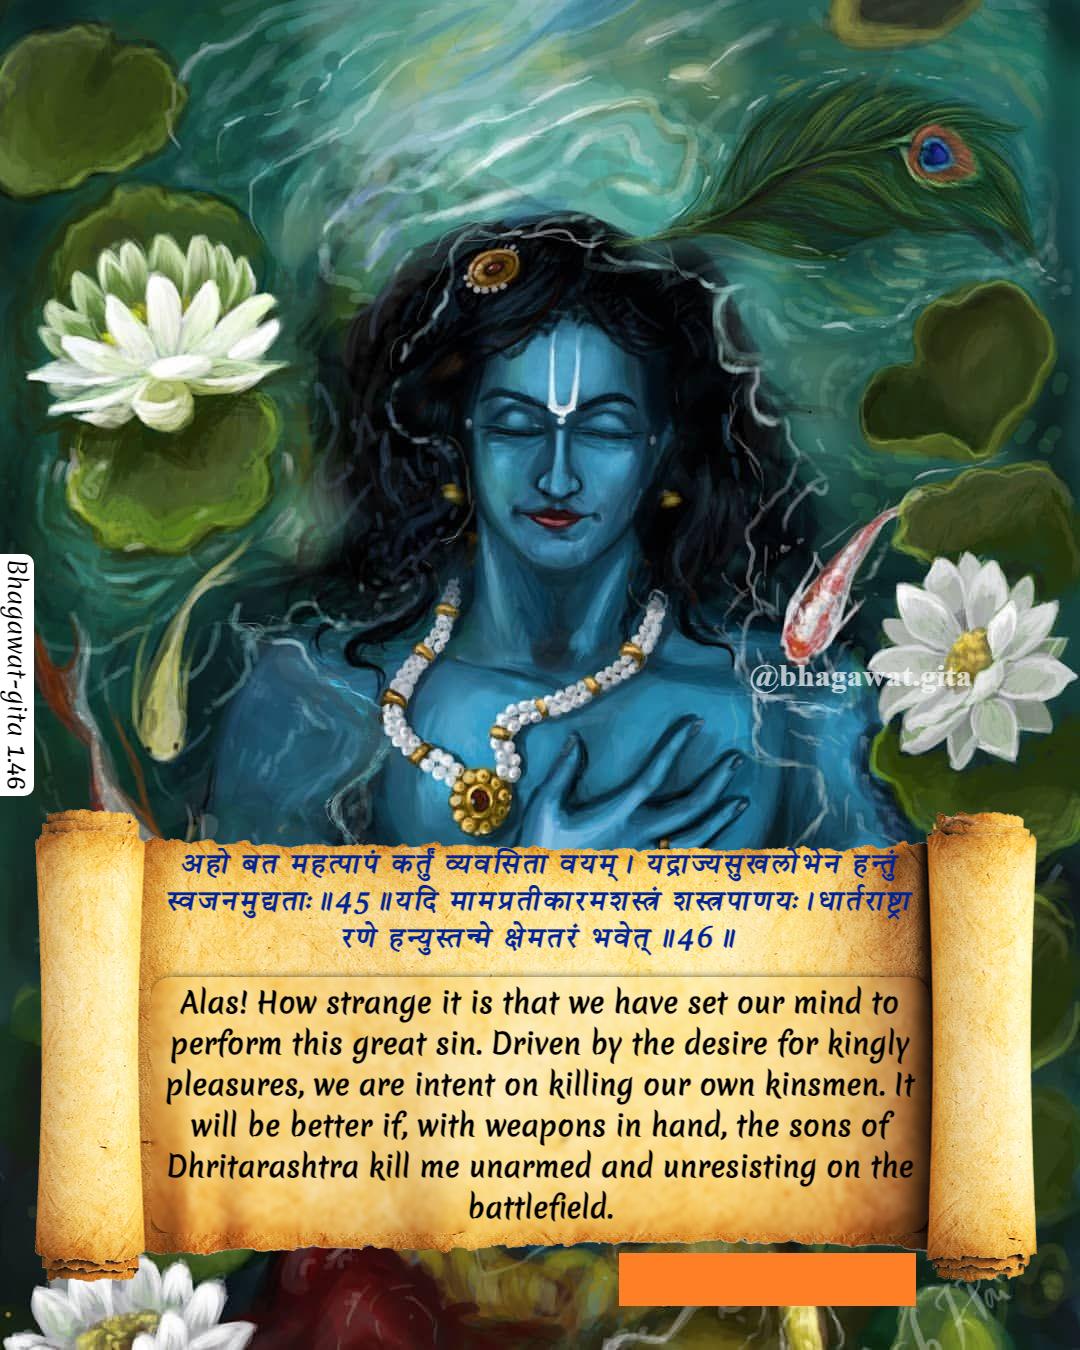 Bhagawat-gita 1.46
@bhagawat.gita
अहो बत महत्पापं कर्तुं व्यवसिता वयम्। यद्राज्यसुखलोभेन हन्तुं
स्वजनमुद्यताः॥45॥यदि मामप्रतीकारमशस्त्रं शस्त्रपाणयः।धार्तराष्ट्रा
रणे हन्युस्तन्मे क्षेमतरं भवेत् ॥46॥
Alas! How strange it is that we have set our mind to
perform this great sin. Driven by the desire for kingly
pleasures, we are intent on killing our own kinsmen. It
will be better if, with weapons in hand, the sons of
Dhritarashtra kill me unarmed and unresisting on the
battlefield.